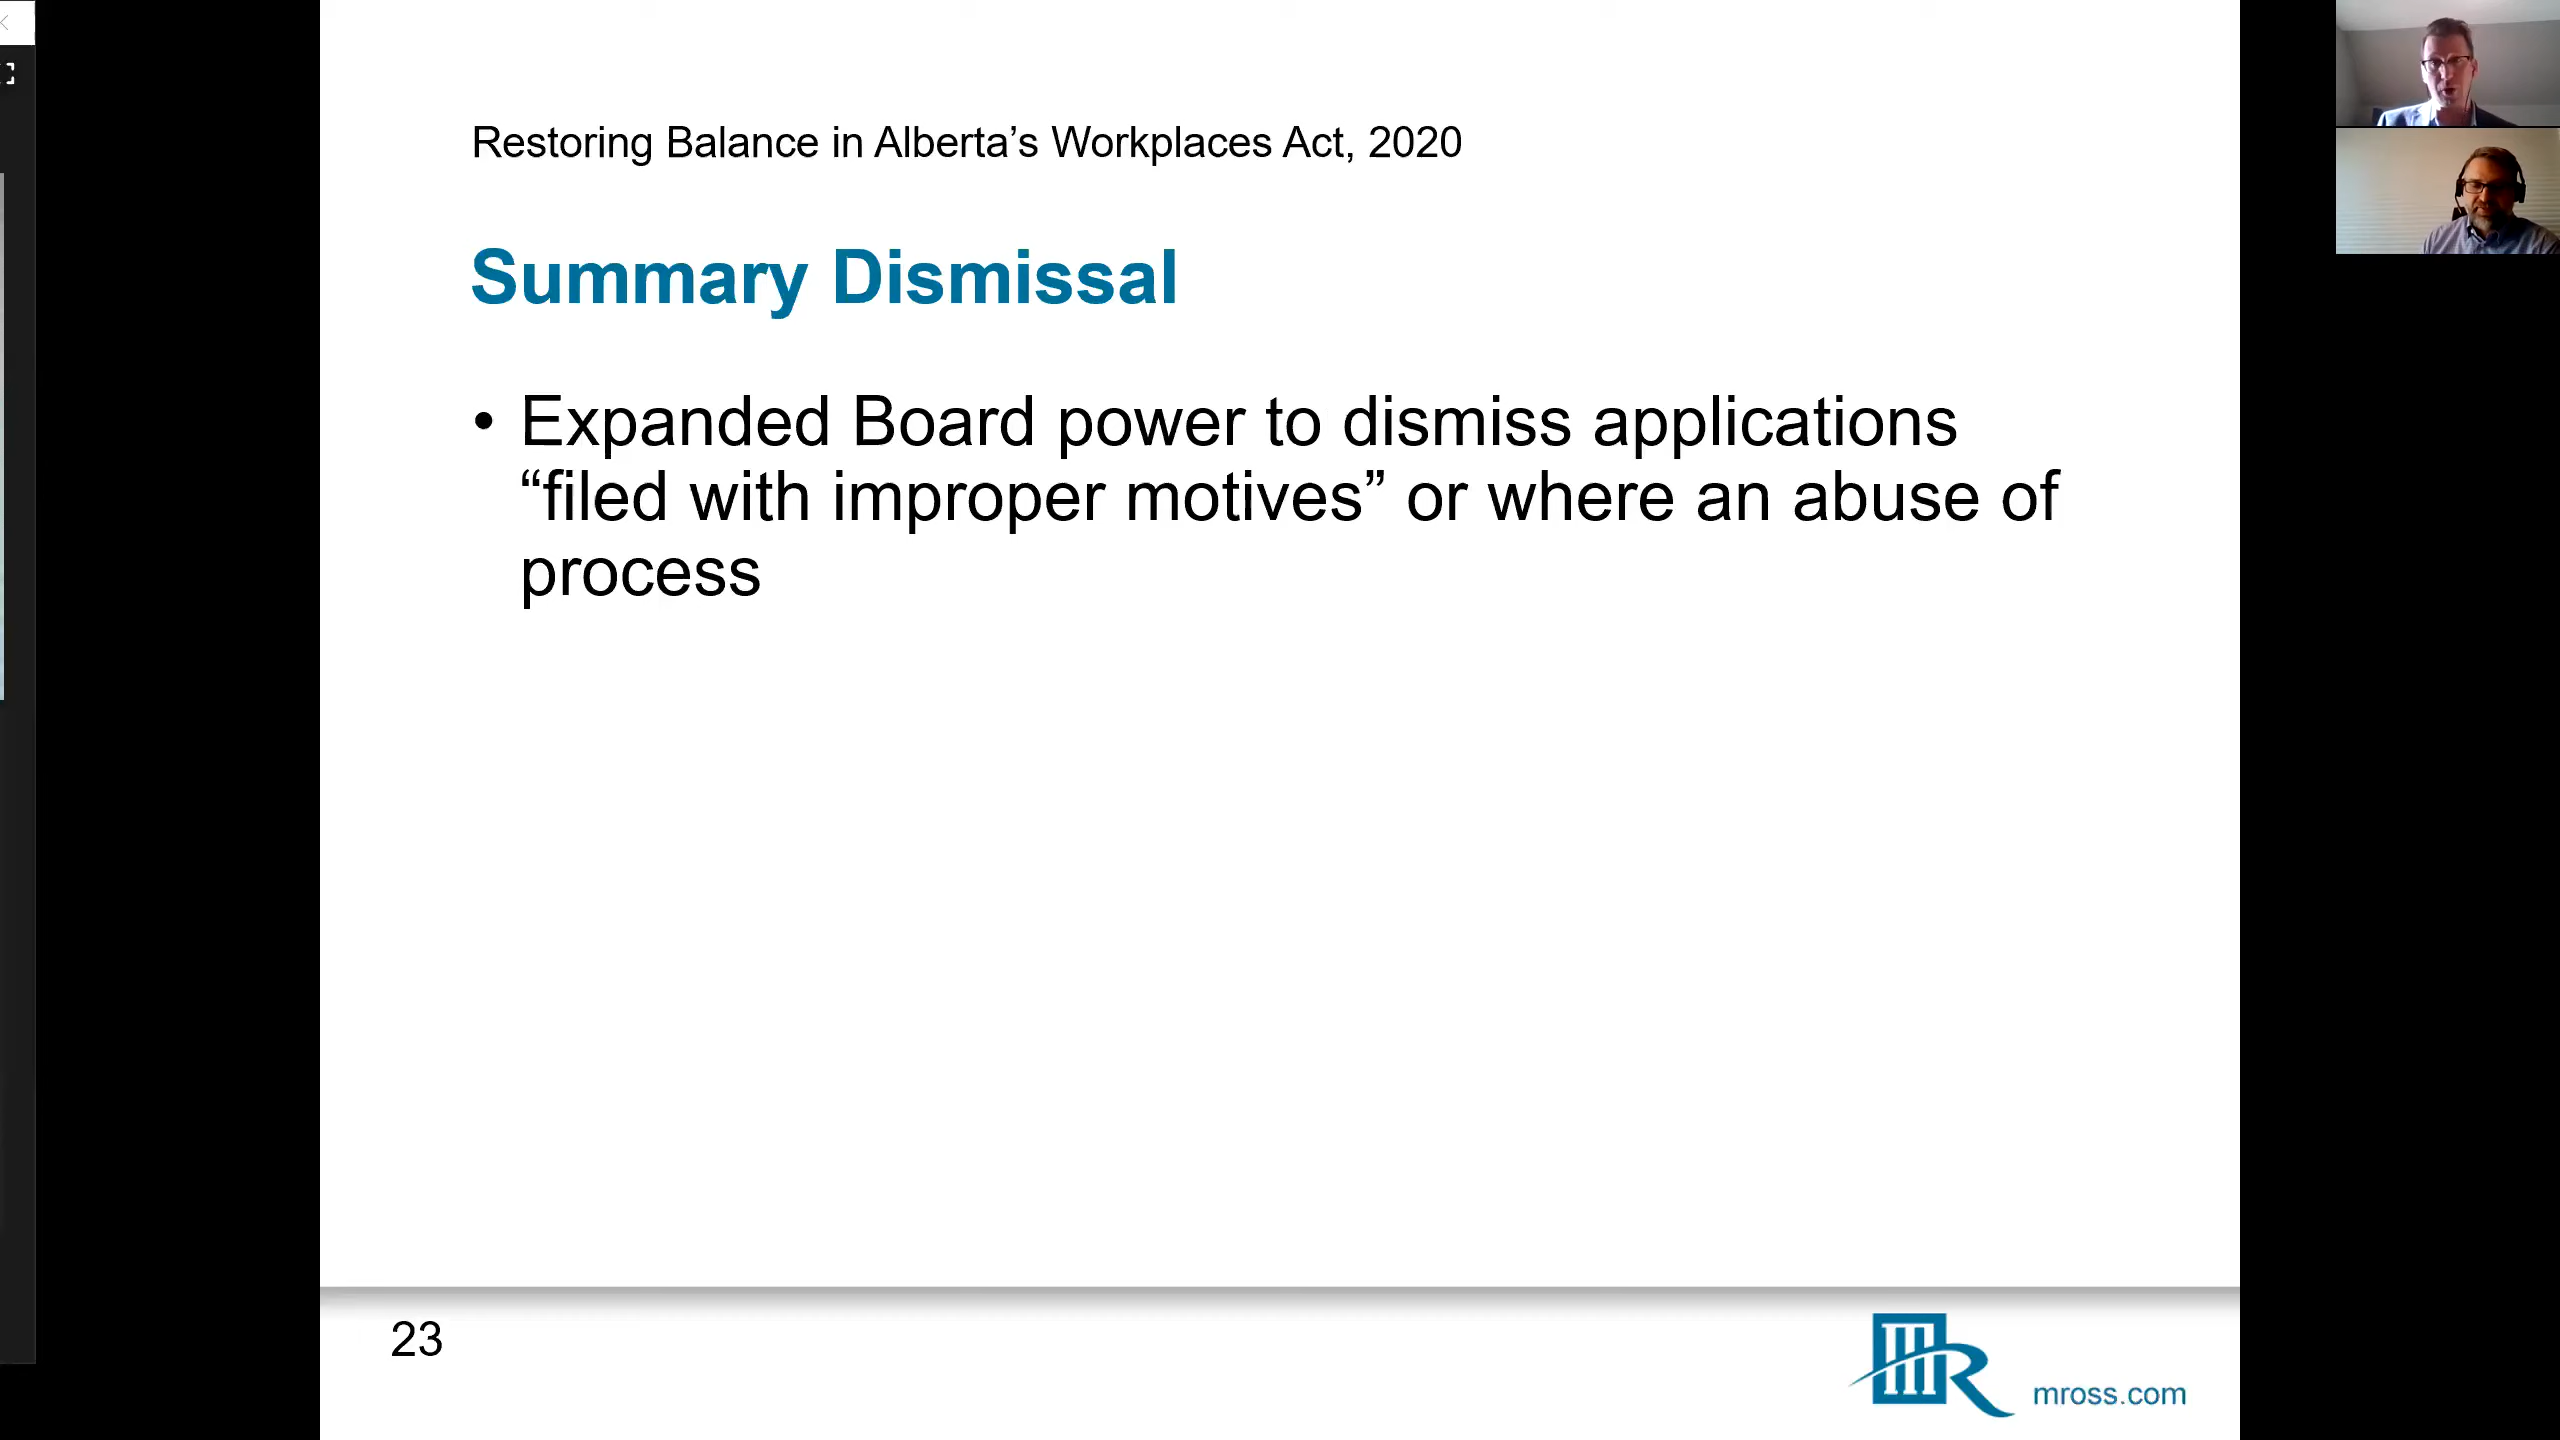 Restoring Balance in Alberta’s Workplaces Act, 2020
Summary Dismissal
• Expanded Board power to dismiss applications
“filed with improper motives” or where an abuse of
process
23
mross.com